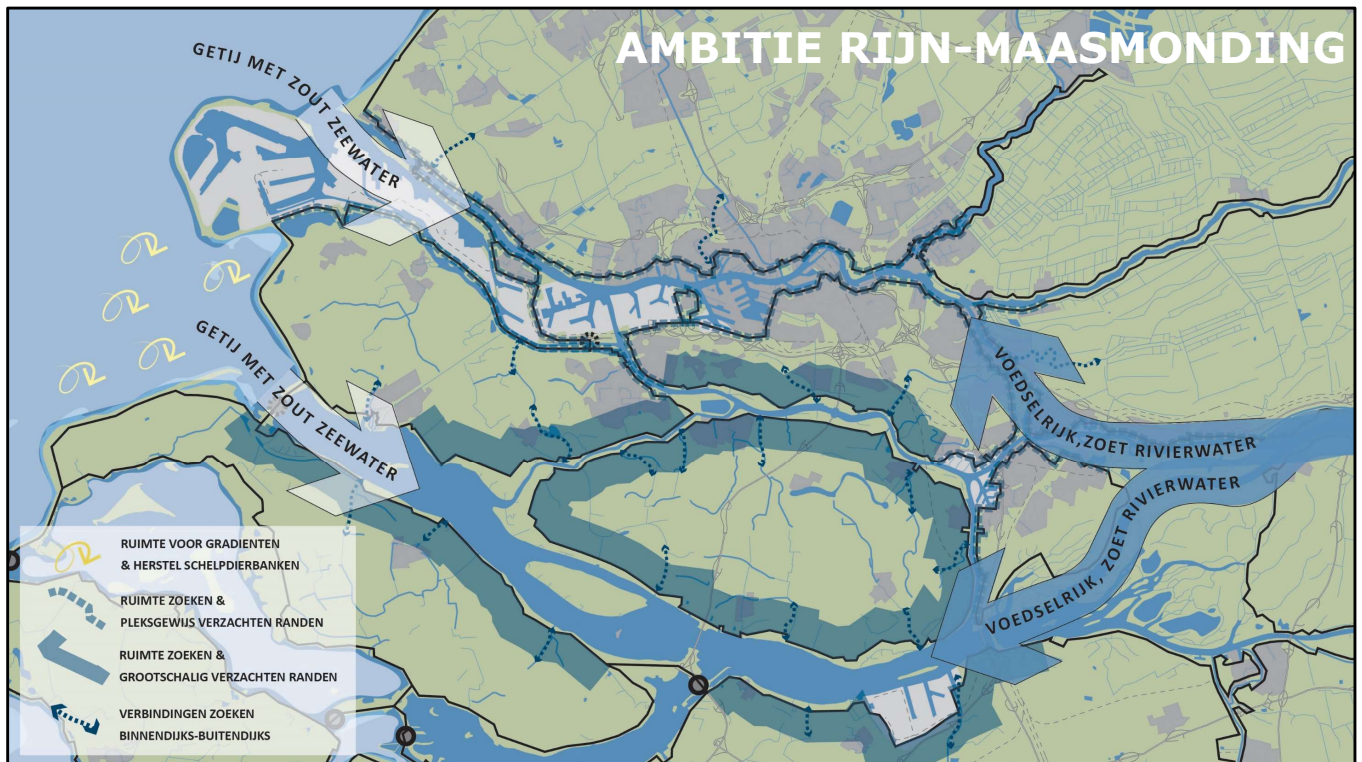 AMBITIE RIJN-MAASMONDING
GETIJ MET ZOUT ZEEWATER
GETIJ MET ZOUT ZEEWATER
VOEDSELRIJK, ZOET RIVIERWATER
VOEDSELRIJK, ZOET RIVIERWATER
RUIMTE VOOR GRADIENTEN
& HERSTEL SCHELPDIERBANKEN
RUIMTE ZOEKEN &
PLEKSGEWIJS VERZACHTEN RANDEN
RUIMTE ZOEKEN &
GROOTSCHALIG VERZACHTEN RANDEN
VERBINDINGEN ZOEKEN
BINNENDIJKS-BUITENDIJKS